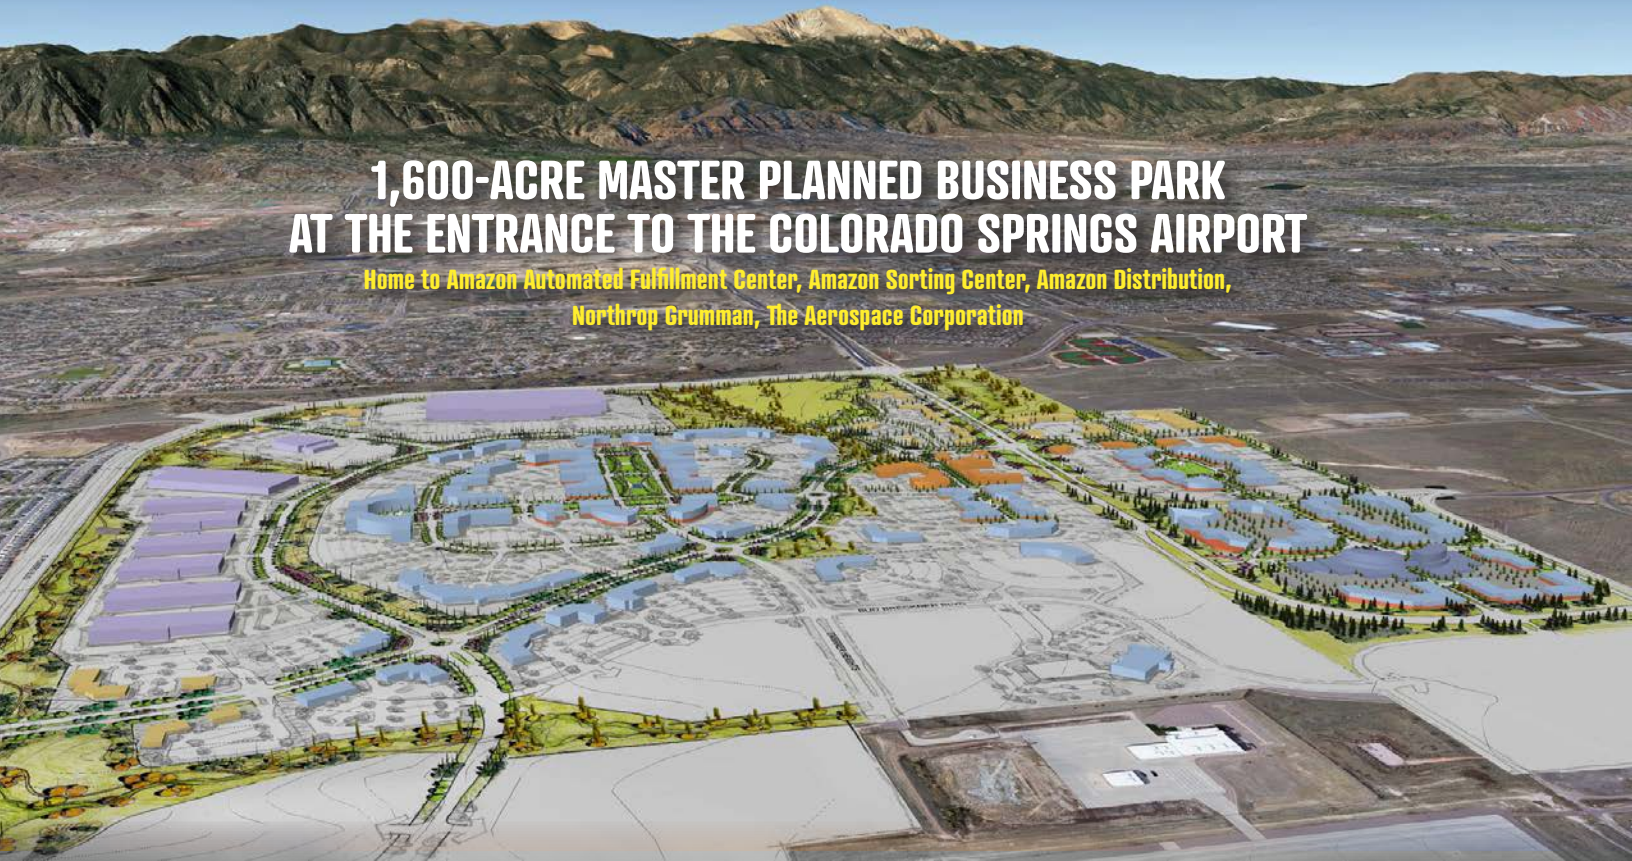 1,600-ACRE MASTER PLANNED BUSINESS PARK
AT THE ENTRANCE TO THE COLORADO SPRINGS AIRPORT
Home to Amazon Automated Fulfillment Center, Amazon Sorting Center, Amazon Distribution,
Northrop Grumman, The Aerospace Corporation